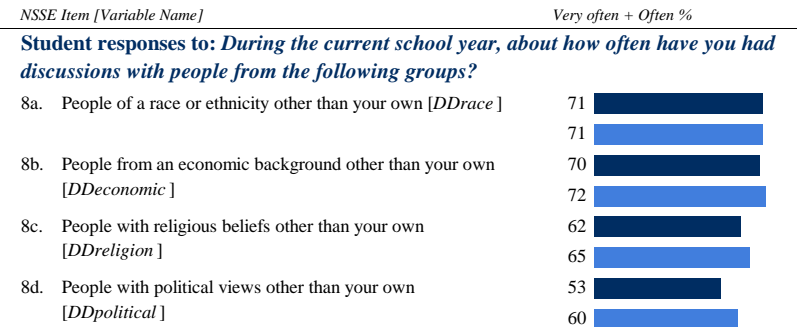 NSSE Item [Variable Name] Very often + Often %
Student responses to: During the current school year, about how often have you had
discussions with people from the following groups?
8a. People of a race or ethnicity other than your own [DDrace ] 71
71
8b. People from an economic background other than your own 70
[DDeconomic ] 72
8c. People with religious beliefs other than your own 62
[DDreligion ] 65
8d. People with political views other than your own 53
[DDpolitical ] 60